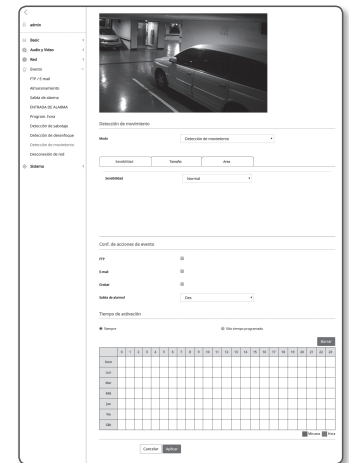 admin
Basic
Audio y Video
Red
Evento
FTP / E-mail
Almacenamiento
Salida de alarma
ENTRADA DE ALARMA
Program. hora
Detección de sabotaje
Detección de desenfoque
Detección de movimiento
Desconexión de red
Sistema
Detección de movimiento
Modo
Detección de movimiento
Sensibilidad
Tamaño
Area
Sensibilidad
Normal
Conf. de acciones de evento
FTP
E-mail
Grabar
Salida de alarma1
Des
Tiempo de activación
Siempre
Sólo tiempo programado
Borrar
0 1 2 3 4 5 6 7 8 9 10 11 12 13 14 15 16 17 18 19 20 21 22 23
Dom
Lun
Mar
Mié
Jue
Vie
Sáb
Minuto Hora
Cancelar
Aplicar